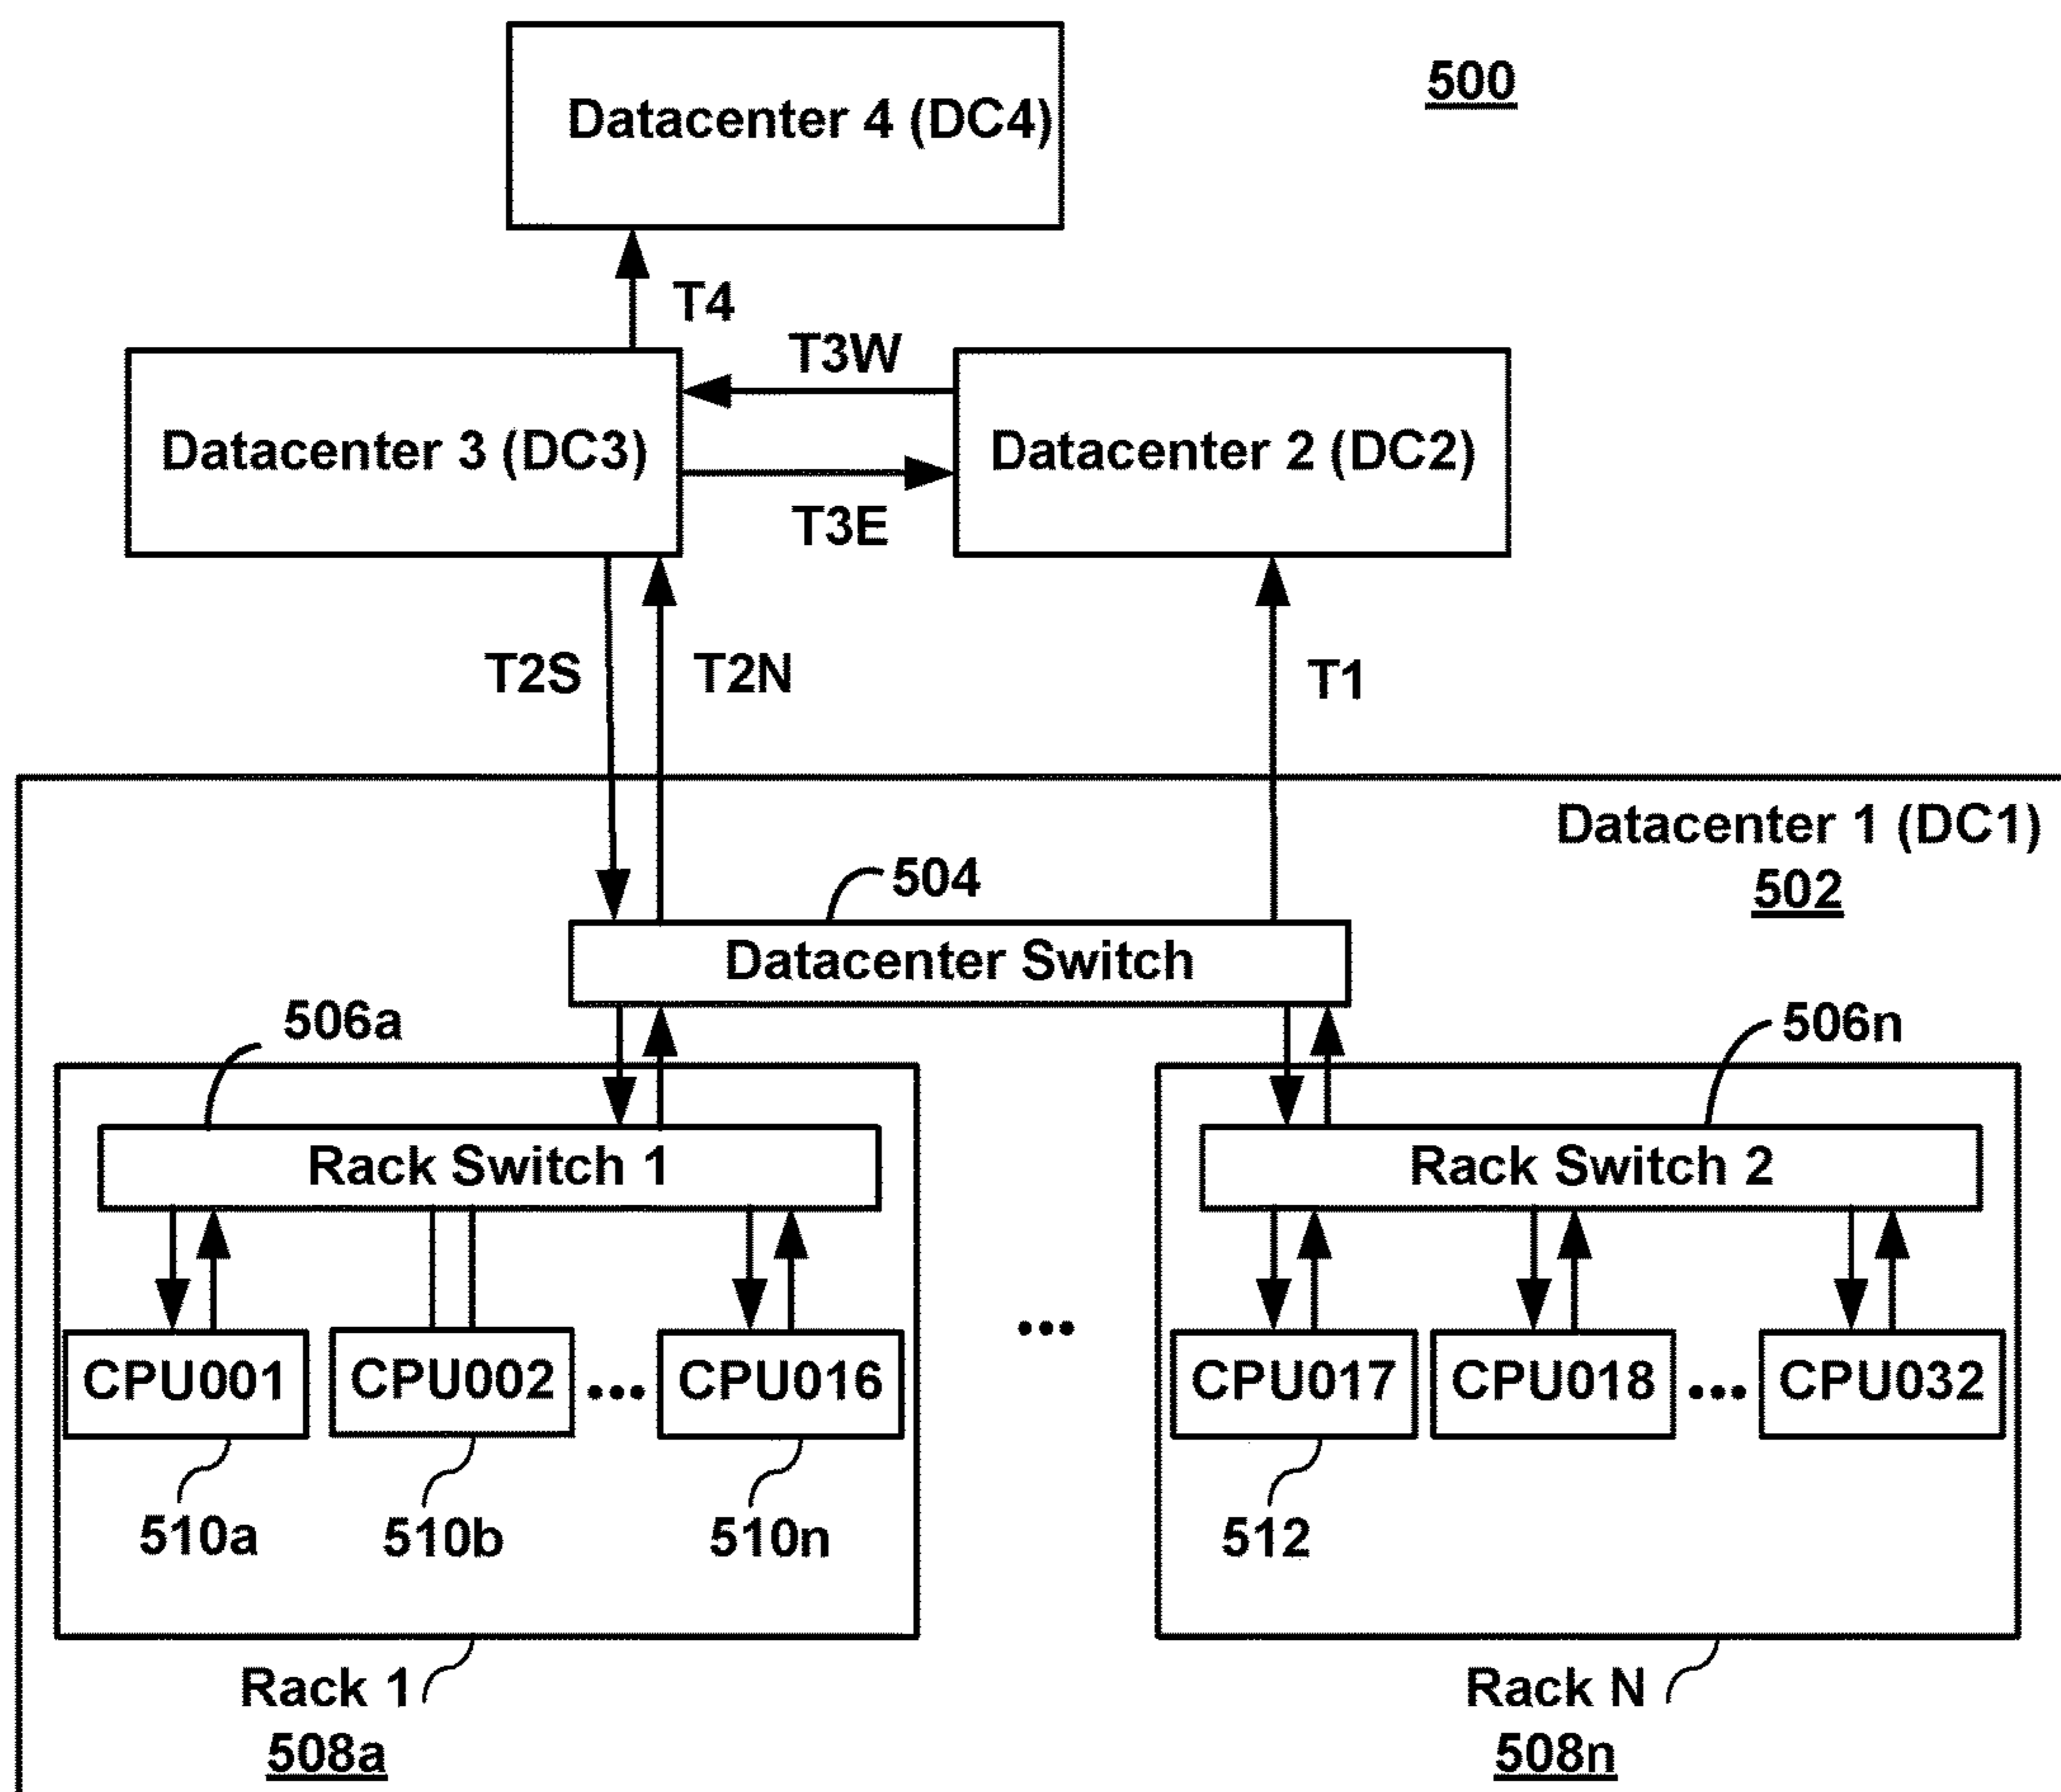 500
Datacenter 4 (DC4)
T4
T3W
Datacenter 3 (DC3)
Datacenter 2 (DC2)
T3E
T2S
T2N
T1
Datacenter 1 (DC1)
502
504
Datacenter Switch
506a
506n
Rack Switch 1
Rack Switch 2
...
CPU001
CPU002
...
CPU016
CPU017
CPU018
...
CPU032
510a
510b
510n
512
Rack 1
Rack N
508a
508n